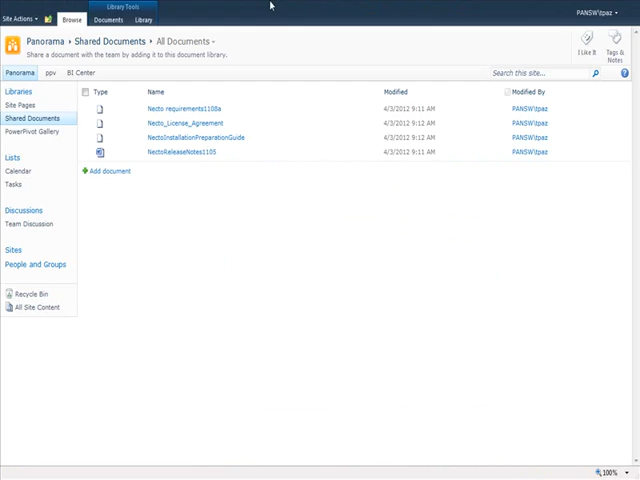 Library Tools
Site Actions
Browse
Documents
Library
PANSW\tpaz
Panorama ▸ Shared Documents ▸ All Documents
Share a document with the team by adding it to this document library.
I Like It
Tags & Notes
Panorama
ppv
BI Center
Search this site...
Libraries
Site Pages
Shared Documents
PowerPivot Gallery
Lists
Calendar
Tasks
Discussions
Team Discussion
Sites
People and Groups
Recycle Bin
All Site Content
Type Name Modified Modified By
Necto requirements1108a 4/3/2012 9:11 AM PANSW\tpaz
Necto_License_Agreement 4/3/2012 9:12 AM PANSW\tpaz
NectoInstallationPreparationGuide 4/3/2012 9:12 AM PANSW\tpaz
NectoReleaseNotes1105 4/3/2012 9:11 AM PANSW\tpaz
Add document
100%